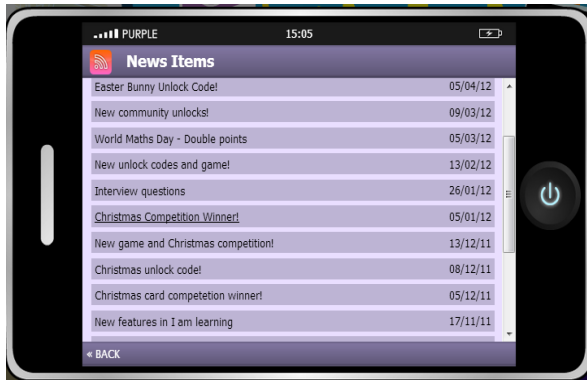 PURPLE 15:05
News Items
Easter Bunny Unlock Code! 05/04/12
New community unlocks! 09/03/12
World Maths Day - Double points 05/03/12
New unlock codes and game! 13/02/12
Interview questions 26/01/12
Christmas Competition Winner! 05/01/12
New game and Christmas competition! 13/12/11
Christmas unlock code! 08/12/11
Christmas card competetion winner! 05/12/11
New features in I am learning 17/11/11
« BACK